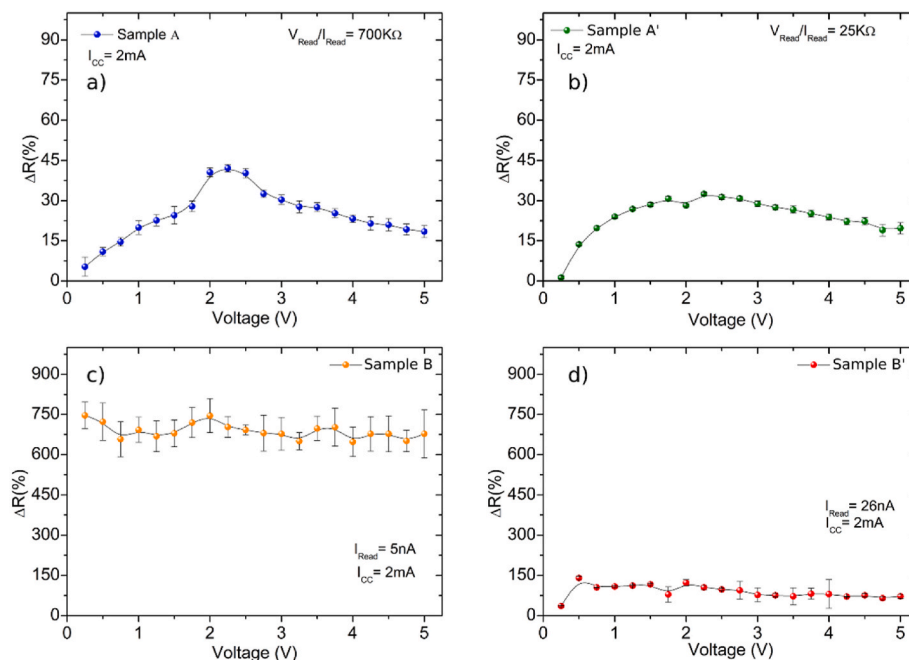 Sample A
V_Read/I_Read = 700KΩ
I_CC = 2mA
a)
90
75
60
45
30
15
0
ΔR(%)
0 1 2 3 4 5
Voltage (V)
Sample A'
V_Read/I_Read = 25KΩ
I_CC = 2mA
b)
90
75
60
45
30
15
0
ΔR(%)
0 1 2 3 4 5
Voltage (V)
Sample B
c)
900
750
600
450
300
150
0
ΔR(%)
I_Read = 5nA
I_CC = 2mA
0 1 2 3 4 5
Voltage (V)
Sample B'
d)
900
750
600
450
300
150
0
ΔR(%)
I_Read = 26nA
I_CC = 2mA
0 1 2 3 4 5
Voltage (V)